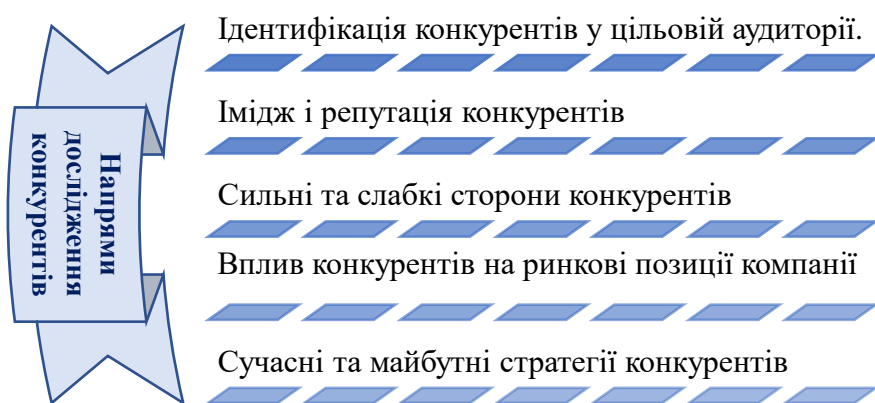 Напрями
дослідження
конкурентів
Ідентифікація конкурентів у цільовій аудиторії.
Імідж і репутація конкурентів
Сильні та слабкі сторони конкурентів
Вплив конкурентів на ринкові позиції компанії
Сучасні та майбутні стратегії конкурентів